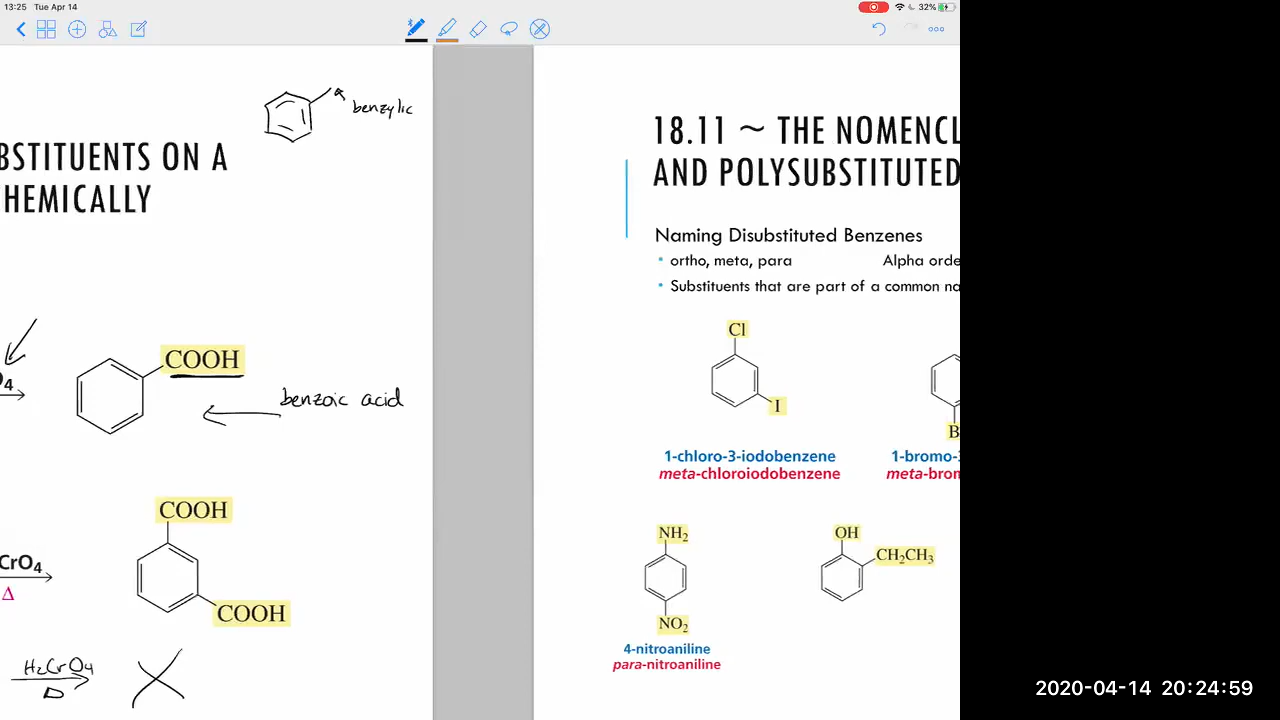 13:25 Tue Apr 14
32%
benzylic
BSTITUENTS ON A
HEMICALLY
COOH
benzoic acid
COOH
CrO4
Δ
COOH
H2CrO4
Δ
18.11 ~ THE NOMENCL
AND POLYSUBSTITUTED
Naming Disubstituted Benzenes
• ortho, meta, para Alpha orde
• Substituents that are part of a common na
Cl
I
B
1-chloro-3-iodobenzene
meta-chloroiodobenzene
1-bromo-3
meta-brom
NH2
NO2
4-nitroaniline
para-nitroaniline
OH
CH2CH3
2020-04-14 20:24:59